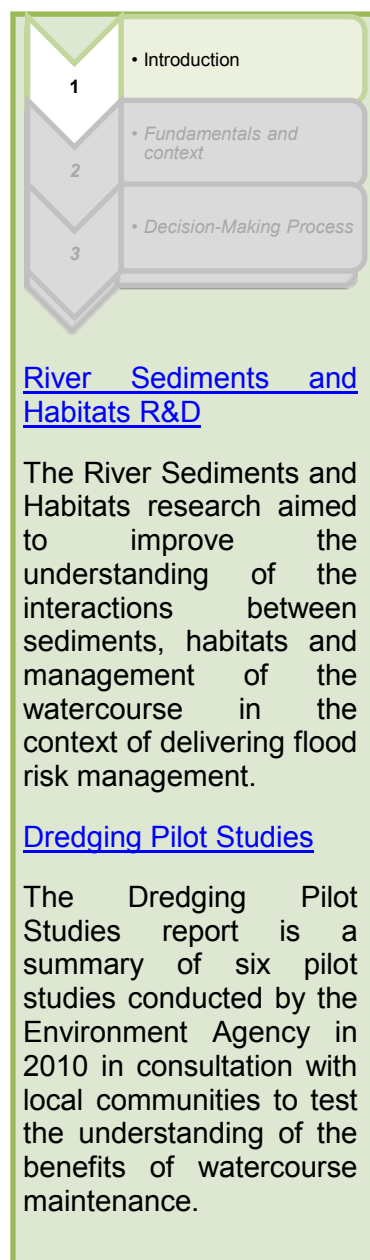 1
• Introduction
2
• Fundamentals and
context
3
• Decision-Making Process
River Sediments and
Habitats R&D
The River Sediments and
Habitats research aimed
to improve the
understanding of the
interactions between
sediments, habitats and
management of the
watercourse in the
context of delivering flood
risk management.
Dredging Pilot Studies
The Dredging Pilot
Studies report is a
summary of six pilot
studies conducted by the
Environment Agency in
2010 in consultation with
local communities to test
the understanding of the
benefits of watercourse
maintenance.